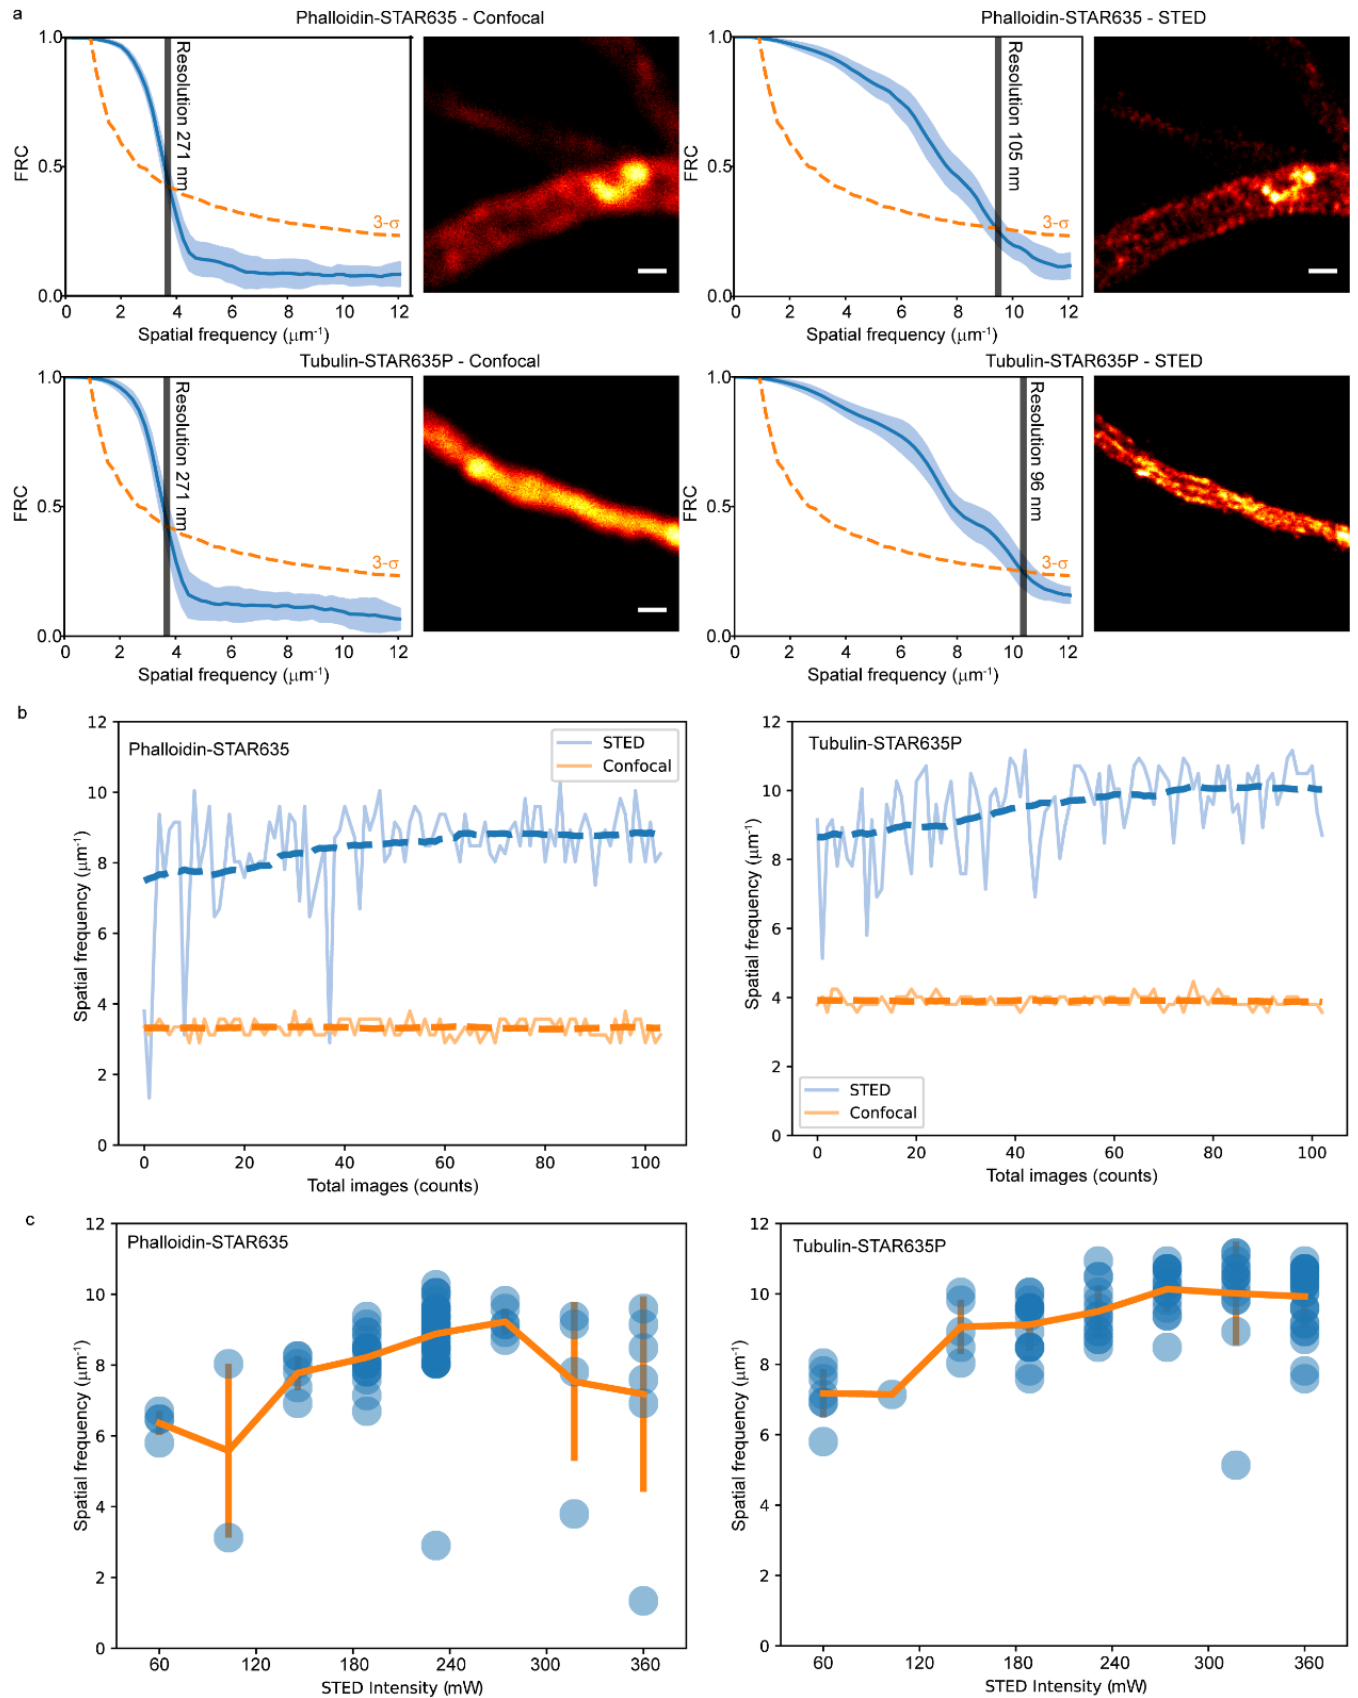 a
Phalloidin-STAR635 - Confocal
Phalloidin-STAR635 - STED
1.0
0.5
0.0
FRC
Resolution 271 nm
3-σ
0 2 4 6 8 10 12
Spatial frequency (μm⁻¹)
1.0
0.5
0.0
FRC
Resolution 105 nm
3-σ
0 2 4 6 8 10 12
Spatial frequency (μm⁻¹)
Tubulin-STAR635P - Confocal
Tubulin-STAR635P - STED
1.0
0.5
0.0
FRC
Resolution 271 nm
3-σ
0 2 4 6 8 10 12
Spatial frequency (μm⁻¹)
1.0
0.5
0.0
FRC
Resolution 96 nm
3-σ
0 2 4 6 8 10 12
Spatial frequency (μm⁻¹)
b
Phalloidin-STAR635
STED
Confocal
12
10
8
6
4
2
0
Spatial frequency (μm⁻¹)
0 20 40 60 80 100
Total images (counts)
Tubulin-STAR635P
STED
Confocal
12
10
8
6
4
2
0
Spatial frequency (μm⁻¹)
0 20 40 60 80 100
Total images (counts)
c
Phalloidin-STAR635
12
10
8
6
4
2
0
Spatial frequency (μm⁻¹)
60 120 180 240 300 360
STED Intensity (mW)
Tubulin-STAR635P
12
10
8
6
4
2
0
Spatial frequency (μm⁻¹)
60 120 180 240 300 360
STED Intensity (mW)